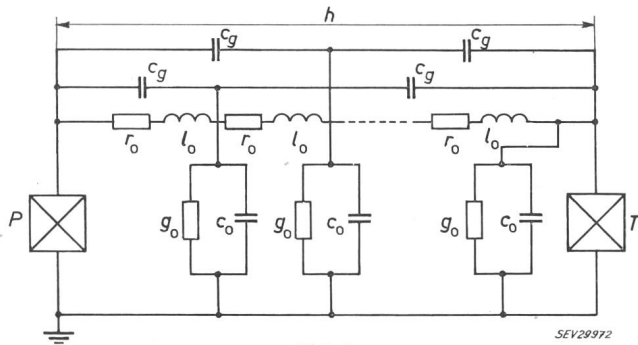 h
c_g c_g
c_g c_g
r_o l_o r_o l_o r_o l_o
P g_o c_o g_o c_o g_o c_o T
SEV29972